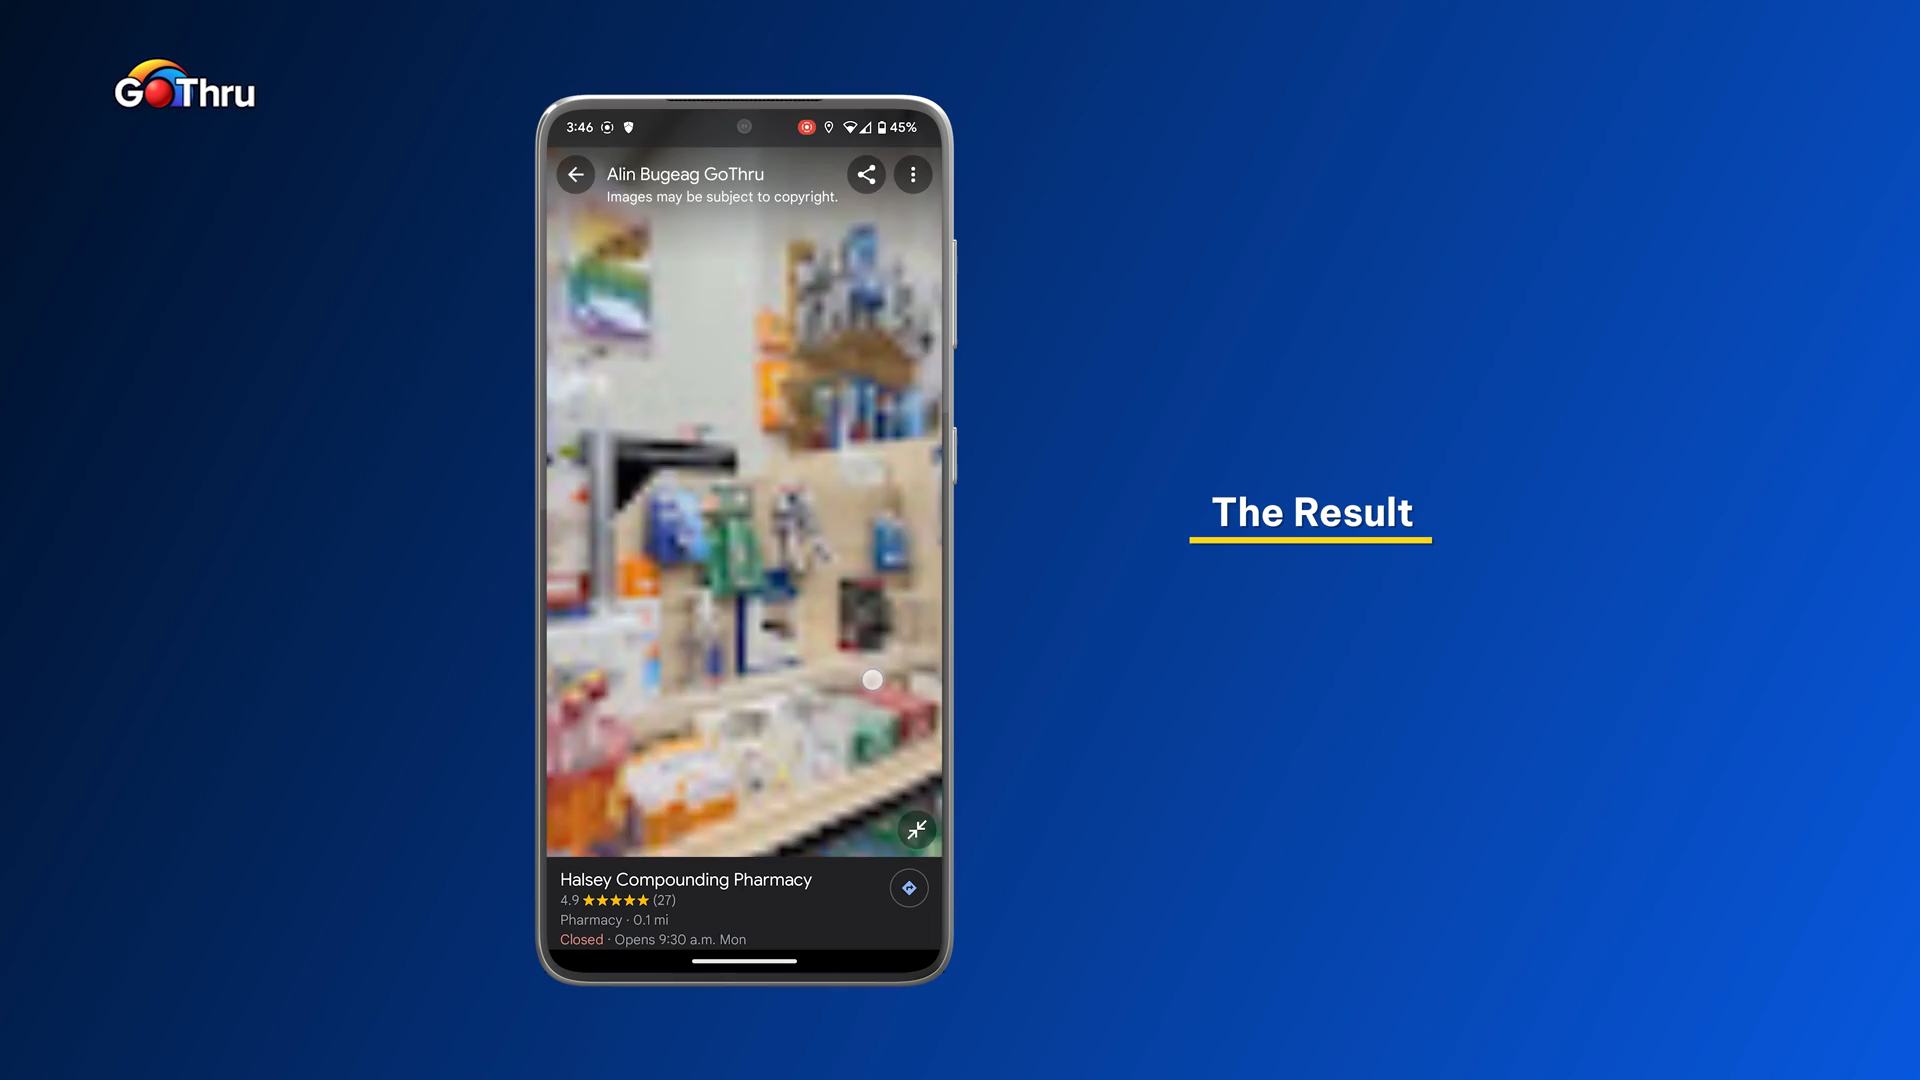 GoThru
3:46
45%
Alin Bugeag GoThru
Images may be subject to copyright.
The Result
Halsey Compounding Pharmacy
4.9 ★★★★★ (27)
Pharmacy · 0.1 mi
Closed · Opens 9:30 a.m. Mon